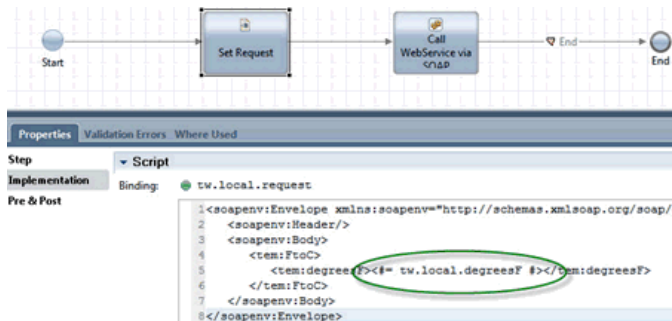 Start
Set Request
Call
WebService via
SOAP
End
End
Properties Validation Errors Where Used
Step
Implementation
Pre & Post
Script
Binding: tw.local.request
1<soapenv:Envelope xmlns:soapenv="http://schemas.xmlsoap.org/soap/
2 <soapenv:Header/>
3 <soapenv:Body>
4 <tem:FtoC>
5 <tem:degreesF><#= tw.local.degreesF #></tem:degreesF>
6 </tem:FtoC>
7 </soapenv:Body>
8</soapenv:Envelope>